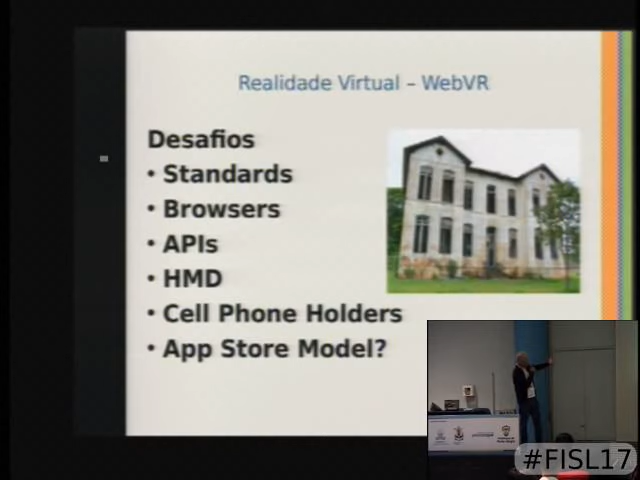 Realidade Virtual – WebVR
Desafios
• Standards
• Browsers
• APIs
• HMD
• Cell Phone Holders
• App Store Model?
#FISL17